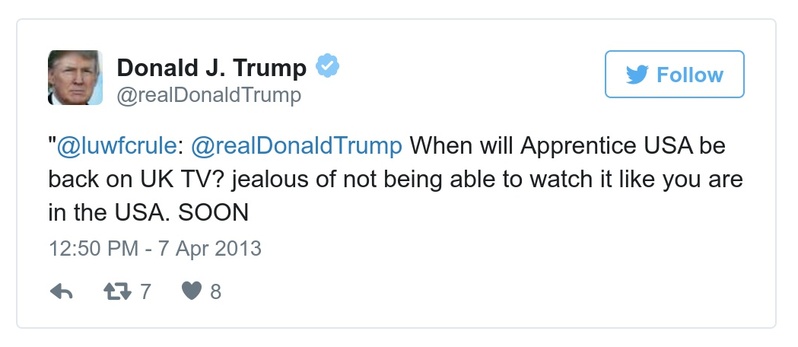 Donald J. Trump
@realDonaldTrump
Follow
"@luwfcrule: @realDonaldTrump When will Apprentice USA be
back on UK TV? jealous of not being able to watch it like you are
in the USA. SOON
12:50 PM - 7 Apr 2013
7 8